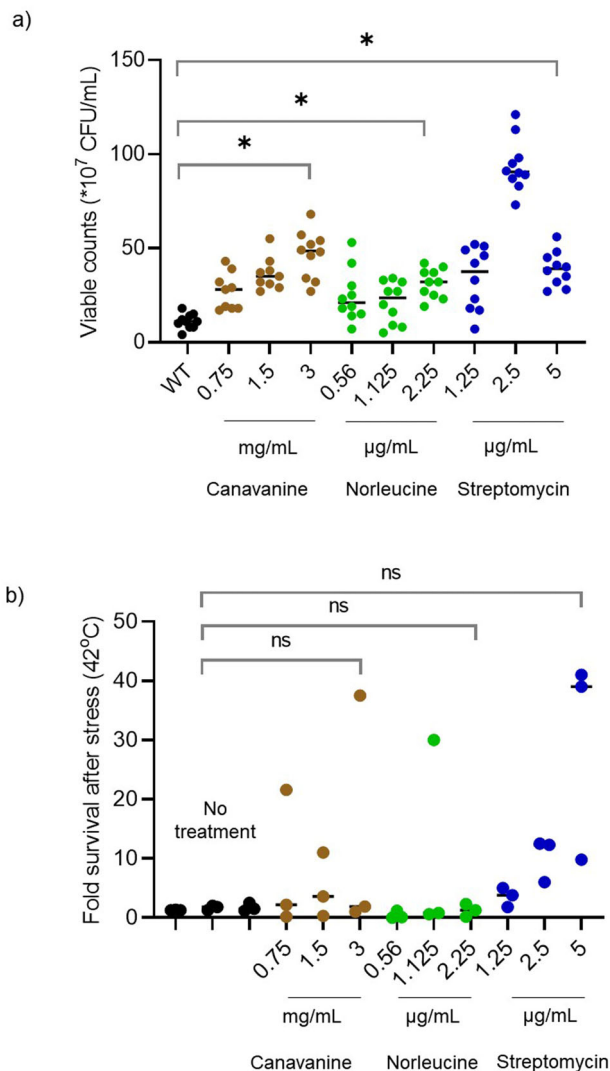 a)
*
*
*
Viable counts (*10⁷ CFU/mL)
150
100
50
0
WT 0.75 1.5 3 0.56 1.125 2.25 1.25 2.5 5
mg/mL µg/mL µg/mL
Canavanine Norleucine Streptomycin
b)
ns
ns
ns
Fold survival after stress (42°C)
50
40
30
20
10
0
No
treatment
0.75 1.5 3 0.56 1.125 2.25 1.25 2.5 5
mg/mL µg/mL µg/mL
Canavanine Norleucine Streptomycin